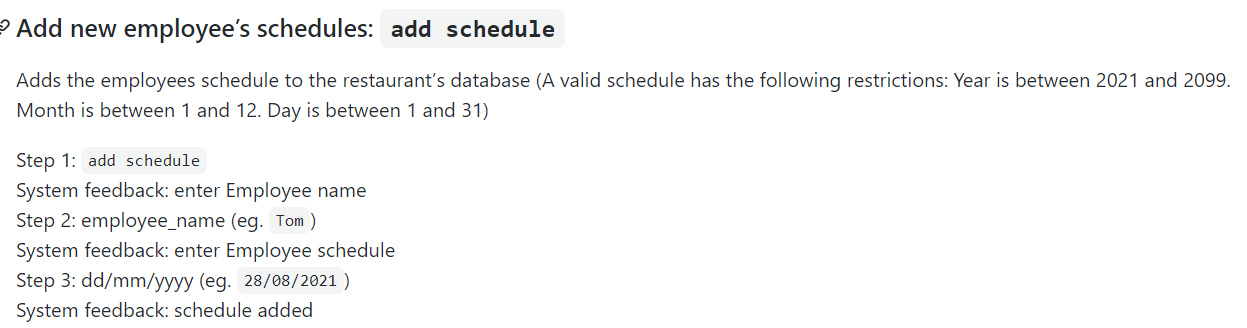 Add new employee’s schedules: add schedule
Adds the employees schedule to the restaurant’s database (A valid schedule has the following restrictions: Year is between 2021 and 2099.
Month is between 1 and 12. Day is between 1 and 31)
Step 1: add schedule
System feedback: enter Employee name
Step 2: employee_name (eg. Tom)
System feedback: enter Employee schedule
Step 3: dd/mm/yyyy (eg. 28/08/2021)
System feedback: schedule added